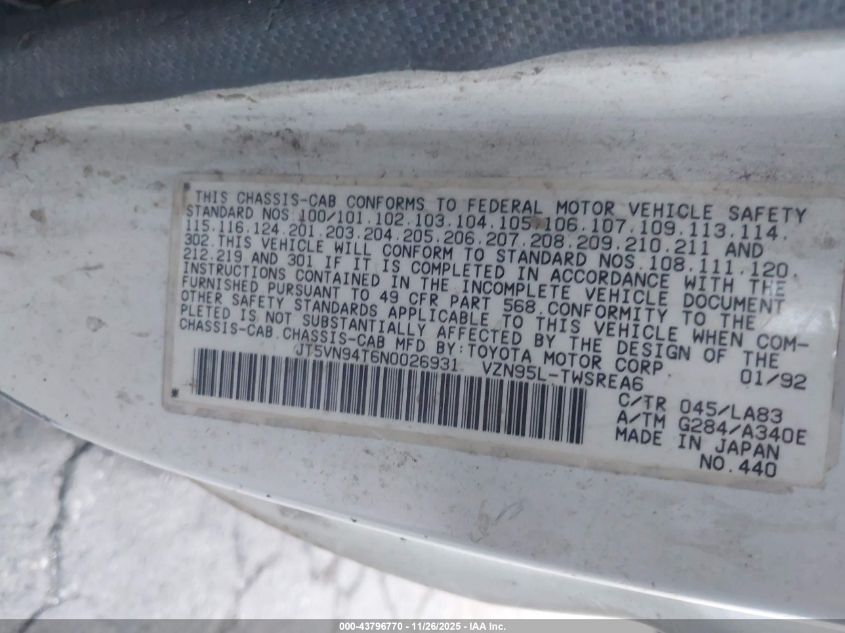 THIS CHASSIS-CAB CONFORMS TO FEDERAL MOTOR VEHICLE SAFETY
STANDARD NOS 100/101.102.103.104.105.106.107.109.113.114.
115.116.124.201.203.204.205.206.207.208.209.210.211 AND
302.THIS VEHICLE WILL CONFORM TO STANDARD NOS.108.111.120.
212.219 AND 301 IF IT IS COMPLETED IN ACCORDANCE WITH THE
INSTRUCTIONS CONTAINED IN THE INCOMPLETE VEHICLE DOCUMENT
FURNISHED PURSUANT TO 49 CFR PART 568.CONFORMITY TO THE
OTHER SAFETY STANDARDS APPLICABLE TO THIS VEHICLE WHEN COM-
PLETED IS NOT SUBSTANTIALLY AFFECTED BY THE DESIGN OF THE
CHASSIS-CAB.CHASSIS-CAB MFD BY:TOYOTA MOTOR CORP 01/92
JT5VN94T6N0026931 VZN95L-TWSREA6
C/TR 045/LA83
A/TM G284/A340E
MADE IN JAPAN
NO.440
000-43796770 - 11/26/2025 - IAA Inc.